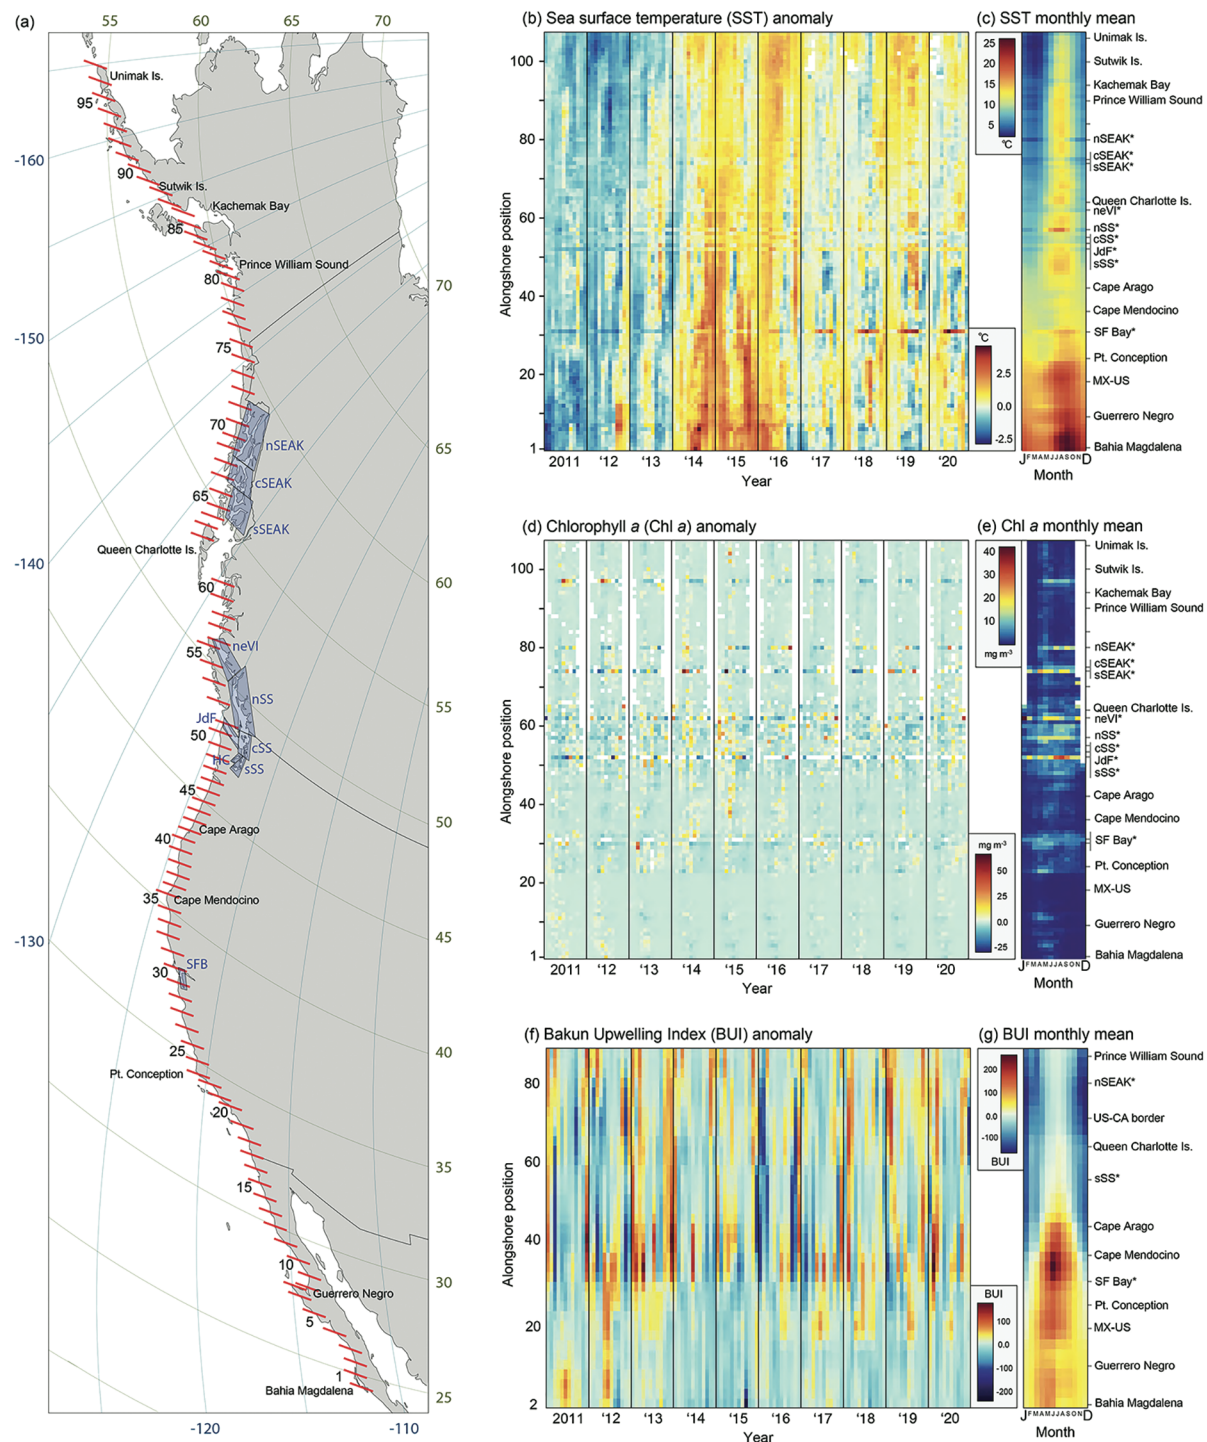 (a)
55
60
65
70
Unimak Is.
95
-160
90
Sutwik Is.
Kachemak Bay
85
Prince William Sound
80
70
-150
75
70
nSEAK
65
cSEAK
65
sSEAK
Queen Charlotte Is.
-140
60
60
neVI
55
nSS
55
JdF
50
cSS
HC
sSS
45
50
Cape Arago
40
35
Cape Mendocino
-130
45
SFB
30
25
40
Pt. Conception
20
35
15
10
30
Guerrero Negro
5
1
Bahia Magdalena
25
-120
-110
(b) Sea surface temperature (SST) anomaly
Alongshore position
100
80
60
40
20
1
2011
'12
'13
'14
'15
'16
'17
'18
'19
'20
Year
°C
2.5
0.0
-2.5
(c) SST monthly mean
25
20
15
10
5
°C
Unimak Is.
Sutwik Is.
Kachemak Bay
Prince William Sound
nSEAK*
cSEAK*
sSEAK*
Queen Charlotte Is.
neVI*
nSS*
cSS*
JdF*
sSS*
Cape Arago
Cape Mendocino
SF Bay*
Pt. Conception
MX-US
Guerrero Negro
Bahia Magdalena
J F M A M J J A S O N D
Month
(d) Chlorophyll a (Chl a) anomaly
Alongshore position
100
80
60
40
20
1
2011
'12
'13
'14
'15
'16
'17
'18
'19
'20
Year
mg m-3
50
25
0
-25
(e) Chl a monthly mean
40
30
20
10
mg m-3
Unimak Is.
Sutwik Is.
Kachemak Bay
Prince William Sound
nSEAK*
cSEAK*
sSEAK*
Queen Charlotte Is.
neVI*
nSS*
cSS*
JdF*
sSS*
Cape Arago
Cape Mendocino
SF Bay*
Pt. Conception
MX-US
Guerrero Negro
Bahia Magdalena
J F M A M J J A S O N D
Month
(f) Bakun Upwelling Index (BUI) anomaly
Alongshore position
80
60
40
20
2
2011
'12
'13
'14
'15
'16
'17
'18
'19
'20
Year
BUI
100
0.0
-100
-200
(g) BUI monthly mean
200
100
0.0
-100
BUI
Prince William Sound
nSEAK*
US-CA border
Queen Charlotte Is.
sSS*
Cape Arago
Cape Mendocino
SF Bay*
Pt. Conception
MX-US
Guerrero Negro
Bahia Magdalena
J F M A M J J A S O N D
Month